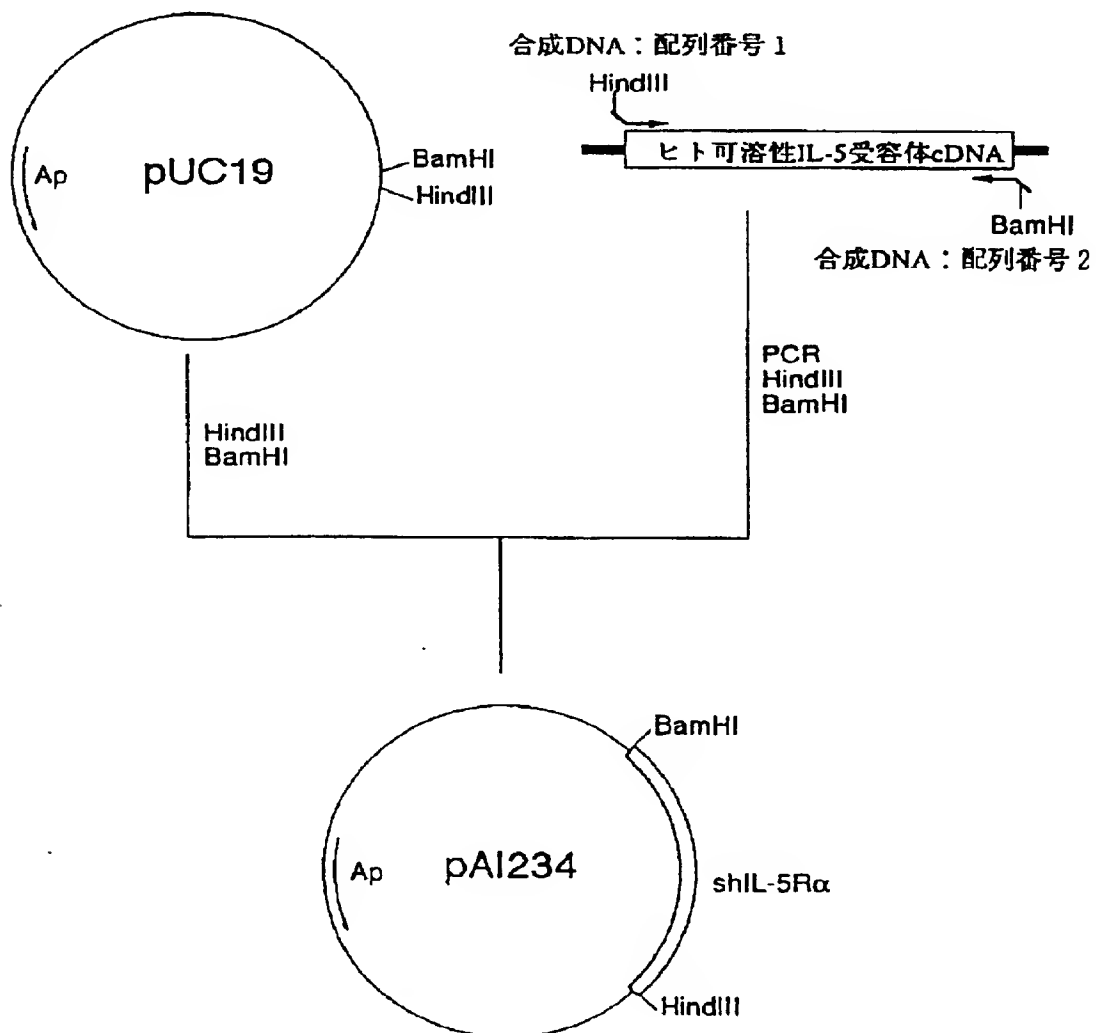 合成DNA：配列番号 1
HindIII
ヒト可溶性IL-5受容体cDNA
BamHI
合成DNA：配列番号 2
Ap
pUC19
BamHI
HindIII
HindIII
BamHI
PCR
HindIII
BamHI
BamHI
Ap
pAI234
shIL-5Rα
HindIII